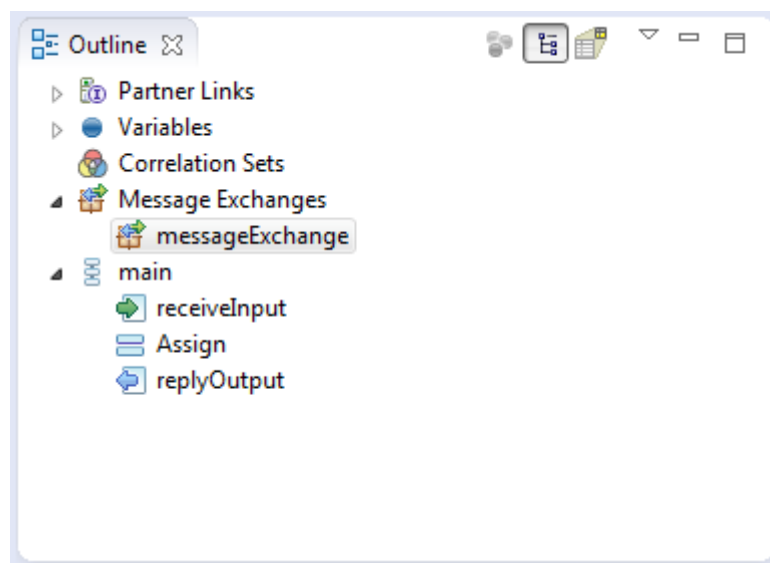 Outline
Partner Links
Variables
Correlation Sets
Message Exchanges
messageExchange
main
receiveInput
Assign
replyOutput